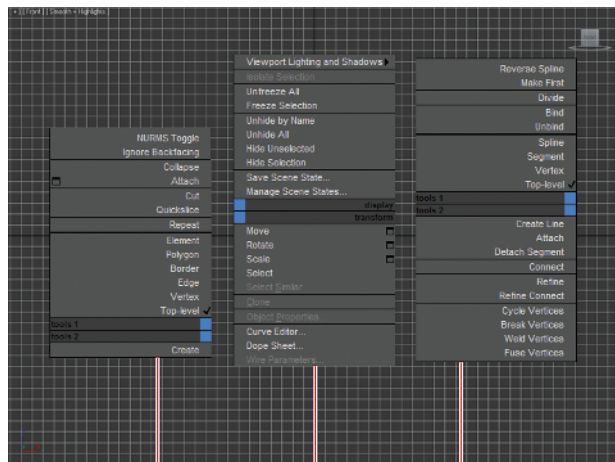 [ + ] [ Front ] [ Smooth + Highlights ]
NURMS Toggle
Ignore Backfacing
Collapse
Attach
Cut
Quickslice
Repeat
Element
Polygon
Border
Edge
Vertex
Top-level
tools 1
tools 2
Create
Viewport Lighting and Shadows
Isolate Selection
Unfreeze All
Freeze Selection
Unhide by Name
Unhide All
Hide Unselected
Hide Selection
Save Scene State...
Manage Scene States...
display
transform
Move
Rotate
Scale
Select
Select Similar
Clone
Object Properties...
Curve Editor...
Dope Sheet...
Wire Parameters...
Reverse Spline
Make First
Divide
Bind
Unbind
Spline
Segment
Vertex
Top-level
tools 1
tools 2
Create Line
Attach
Detach Segment
Connect
Refine
Refine Connect
Cycle Vertices
Break Vertices
Weld Vertices
Fuse Vertices